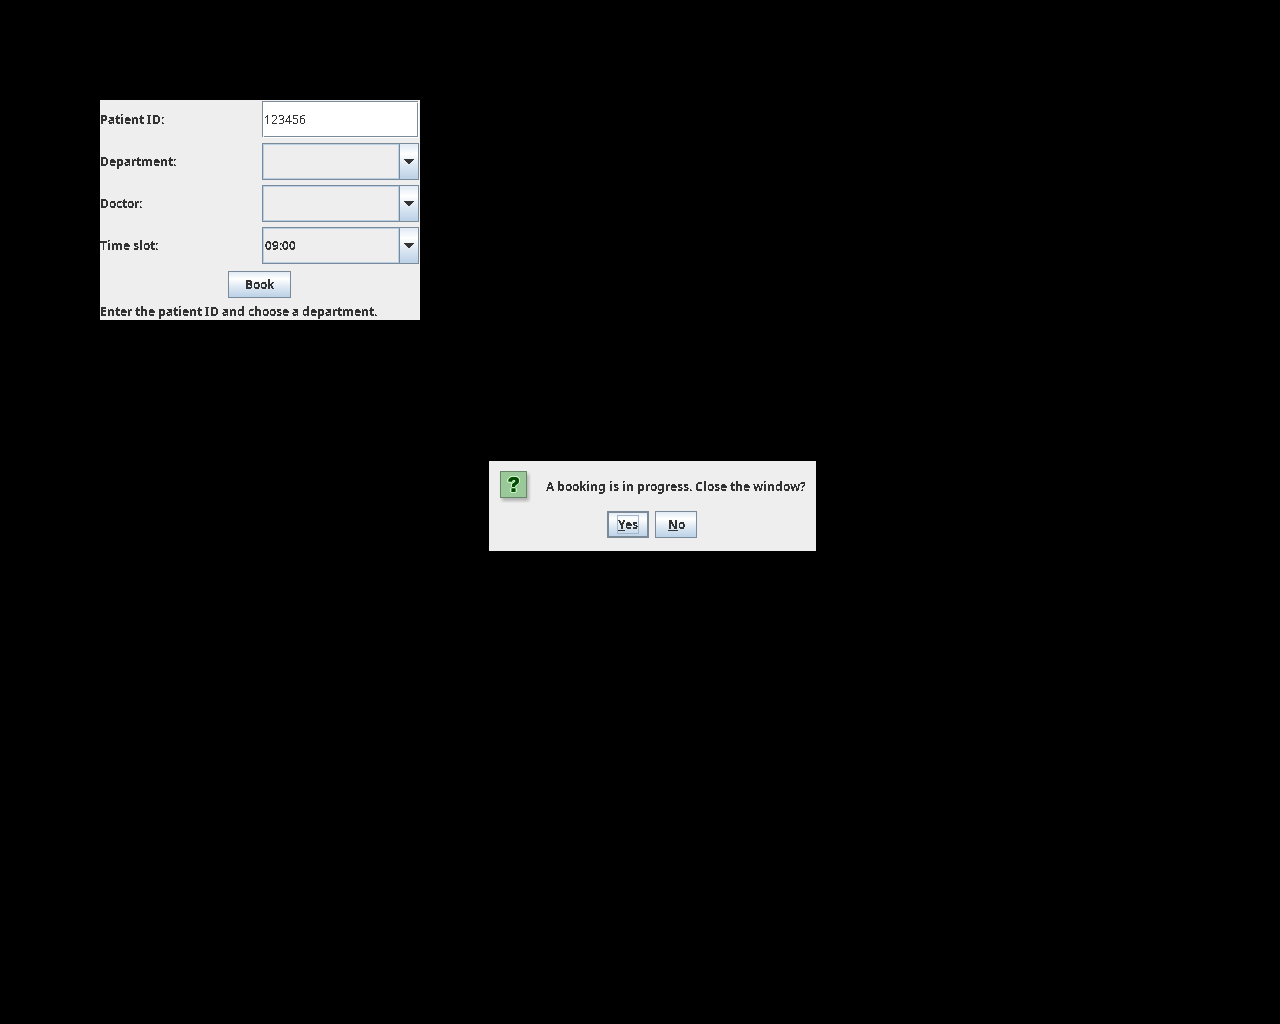 Patient ID: 123456
Department:
Doctor:
Time slot: 09:00
Book
Enter the patient ID and choose a department.
? A booking is in progress. Close the window?
Yes No